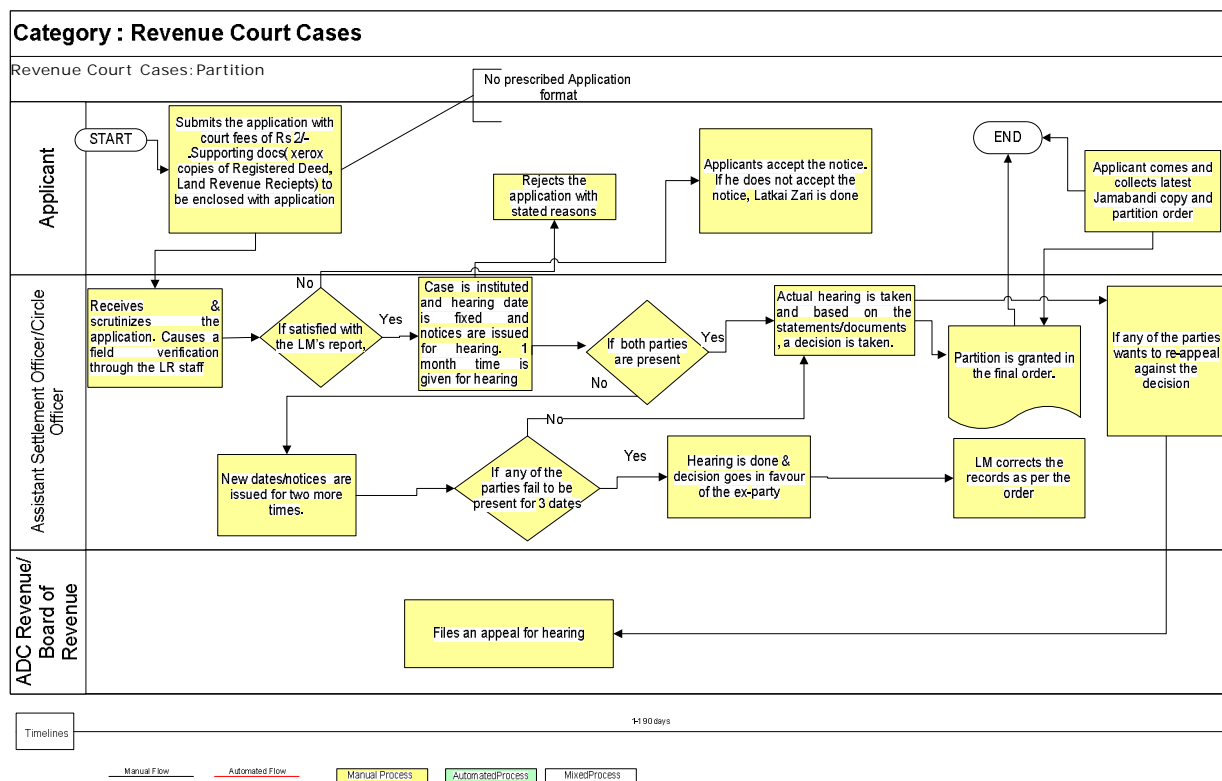 Category : Revenue Court Cases
Revenue Court Cases: Partition
No prescribed Application
format
Applicant
START
Submits the application with
court fees of Rs 2/-
.Supporting docs( xerox
copies of Registered Deed,
Land Revenue Reciepts) to
be enclosed with application
Rejects the
application with
stated reasons
Applicants accept the notice.
If he does not accept the
notice, Latkai Zari is done
END
Applicant comes and
collects latest
Jamabandi copy and
partition order
Assistant Settlement Officer/Circle
Officer
Receives &
scrutinizes the
application. Causes a
field verification
through the LR staff
No
If satisfied with
the LM's report,
Yes
Case is instituted
and hearing date
is fixed and
notices are issued
for hearing. 1
month time is
given for hearing
If both parties
are present
Yes
No
Actual hearing is taken
and based on the
statements/documents
, a decision is taken.
Partition is granted in
the final order.
If any of the parties
wants to re-appeal
against the
decision
New dates/notices are
issued for two more
times.
No
If any of the
parties fail to be
present for 3 dates
Yes
Hearing is done &
decision goes in favour
of the ex-party
LM corrects the
records as per the
order
ADC Revenue/
Board of
Revenue
Files an appeal for hearing
Timelines
1-190 days
Manual Flow
Automated Flow
Manual Process
AutomatedProcess
MixedProcess